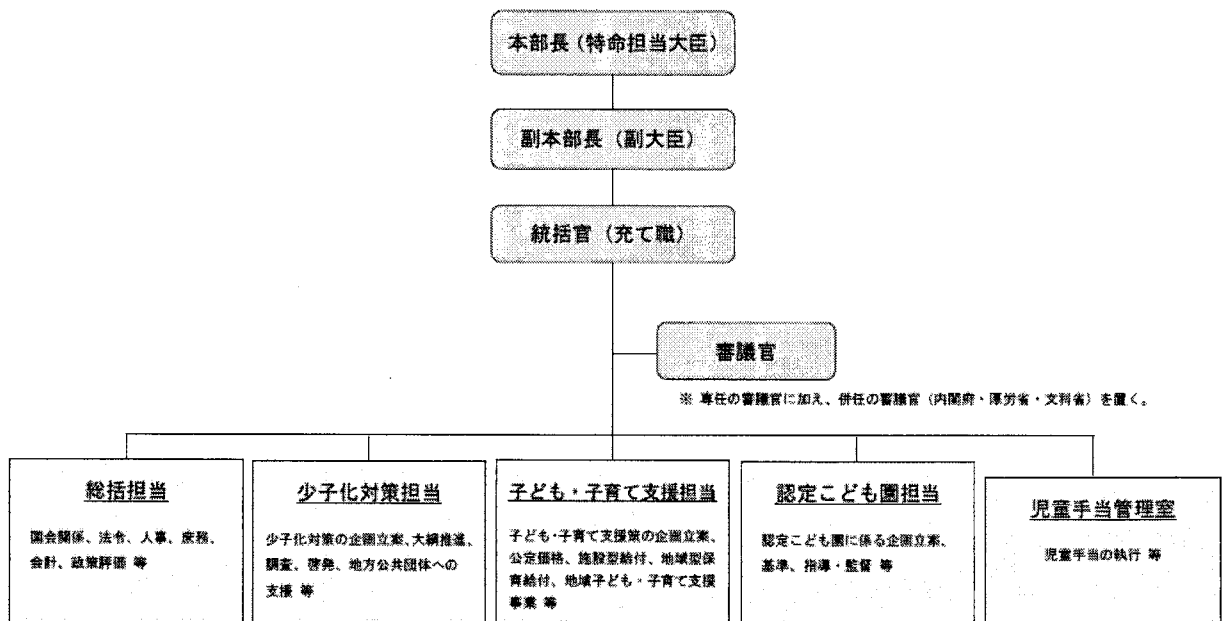 本部長（特命担当大臣）
副本部長（副大臣）
統括官（充て職）
審議官
※ 専任の審議官に加え、併任の審議官（内閣府・厚労省・文科省）を置く。
総括担当
国会関係、法令、人事、庶務、
会計、政策評価 等
少子化対策担当
少子化対策の企画立案、大綱推進、
調査、啓発、地方公共団体への
支援 等
子ども・子育て支援担当
子ども・子育て支援策の企画立案、
公定価格、施設型給付、地域型保
育給付、地域子ども・子育て支援
事業 等
認定こども園担当
認定こども園に係る企画立案、
基準、指導・監督 等
児童手当管理室
児童手当の執行 等